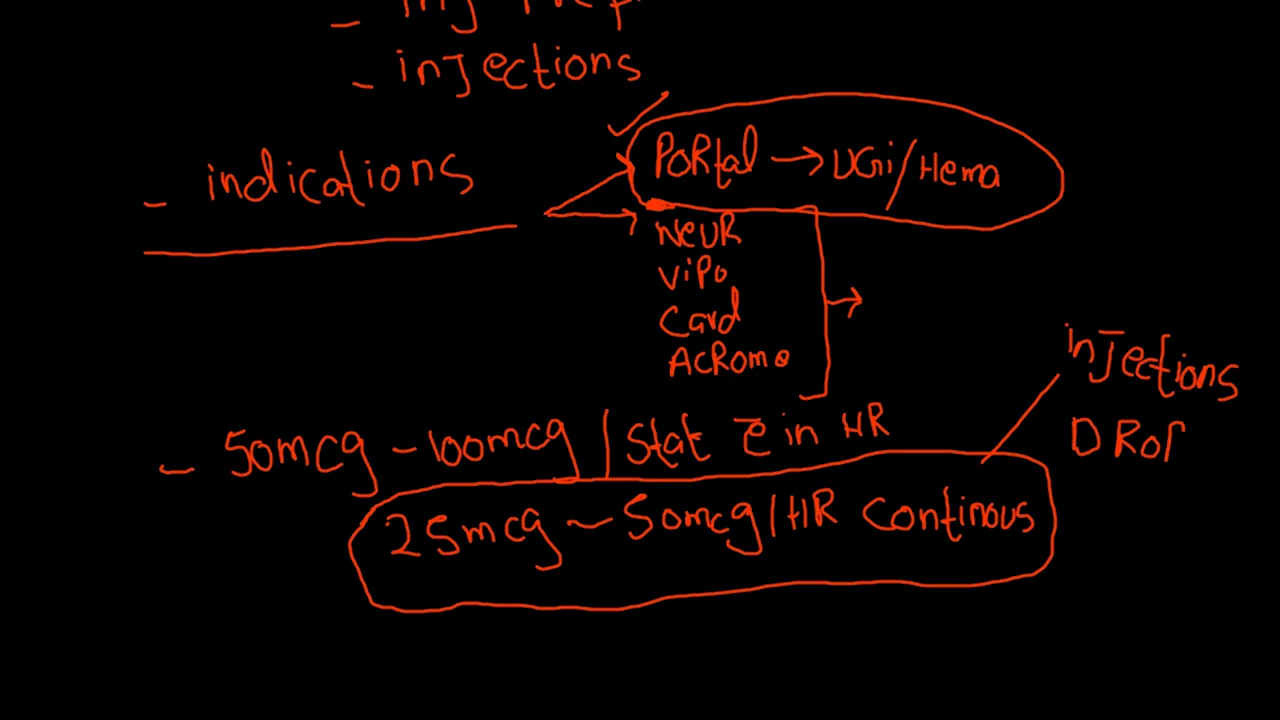 - injections
- indications
PORtal → UGi/Hema
NEUR
ViPo
Card
ACRome
- 50mcg - 100mcg / Stat c̄ in HR
25mcg ~ 50mcg/HR continous
injections
DRoP